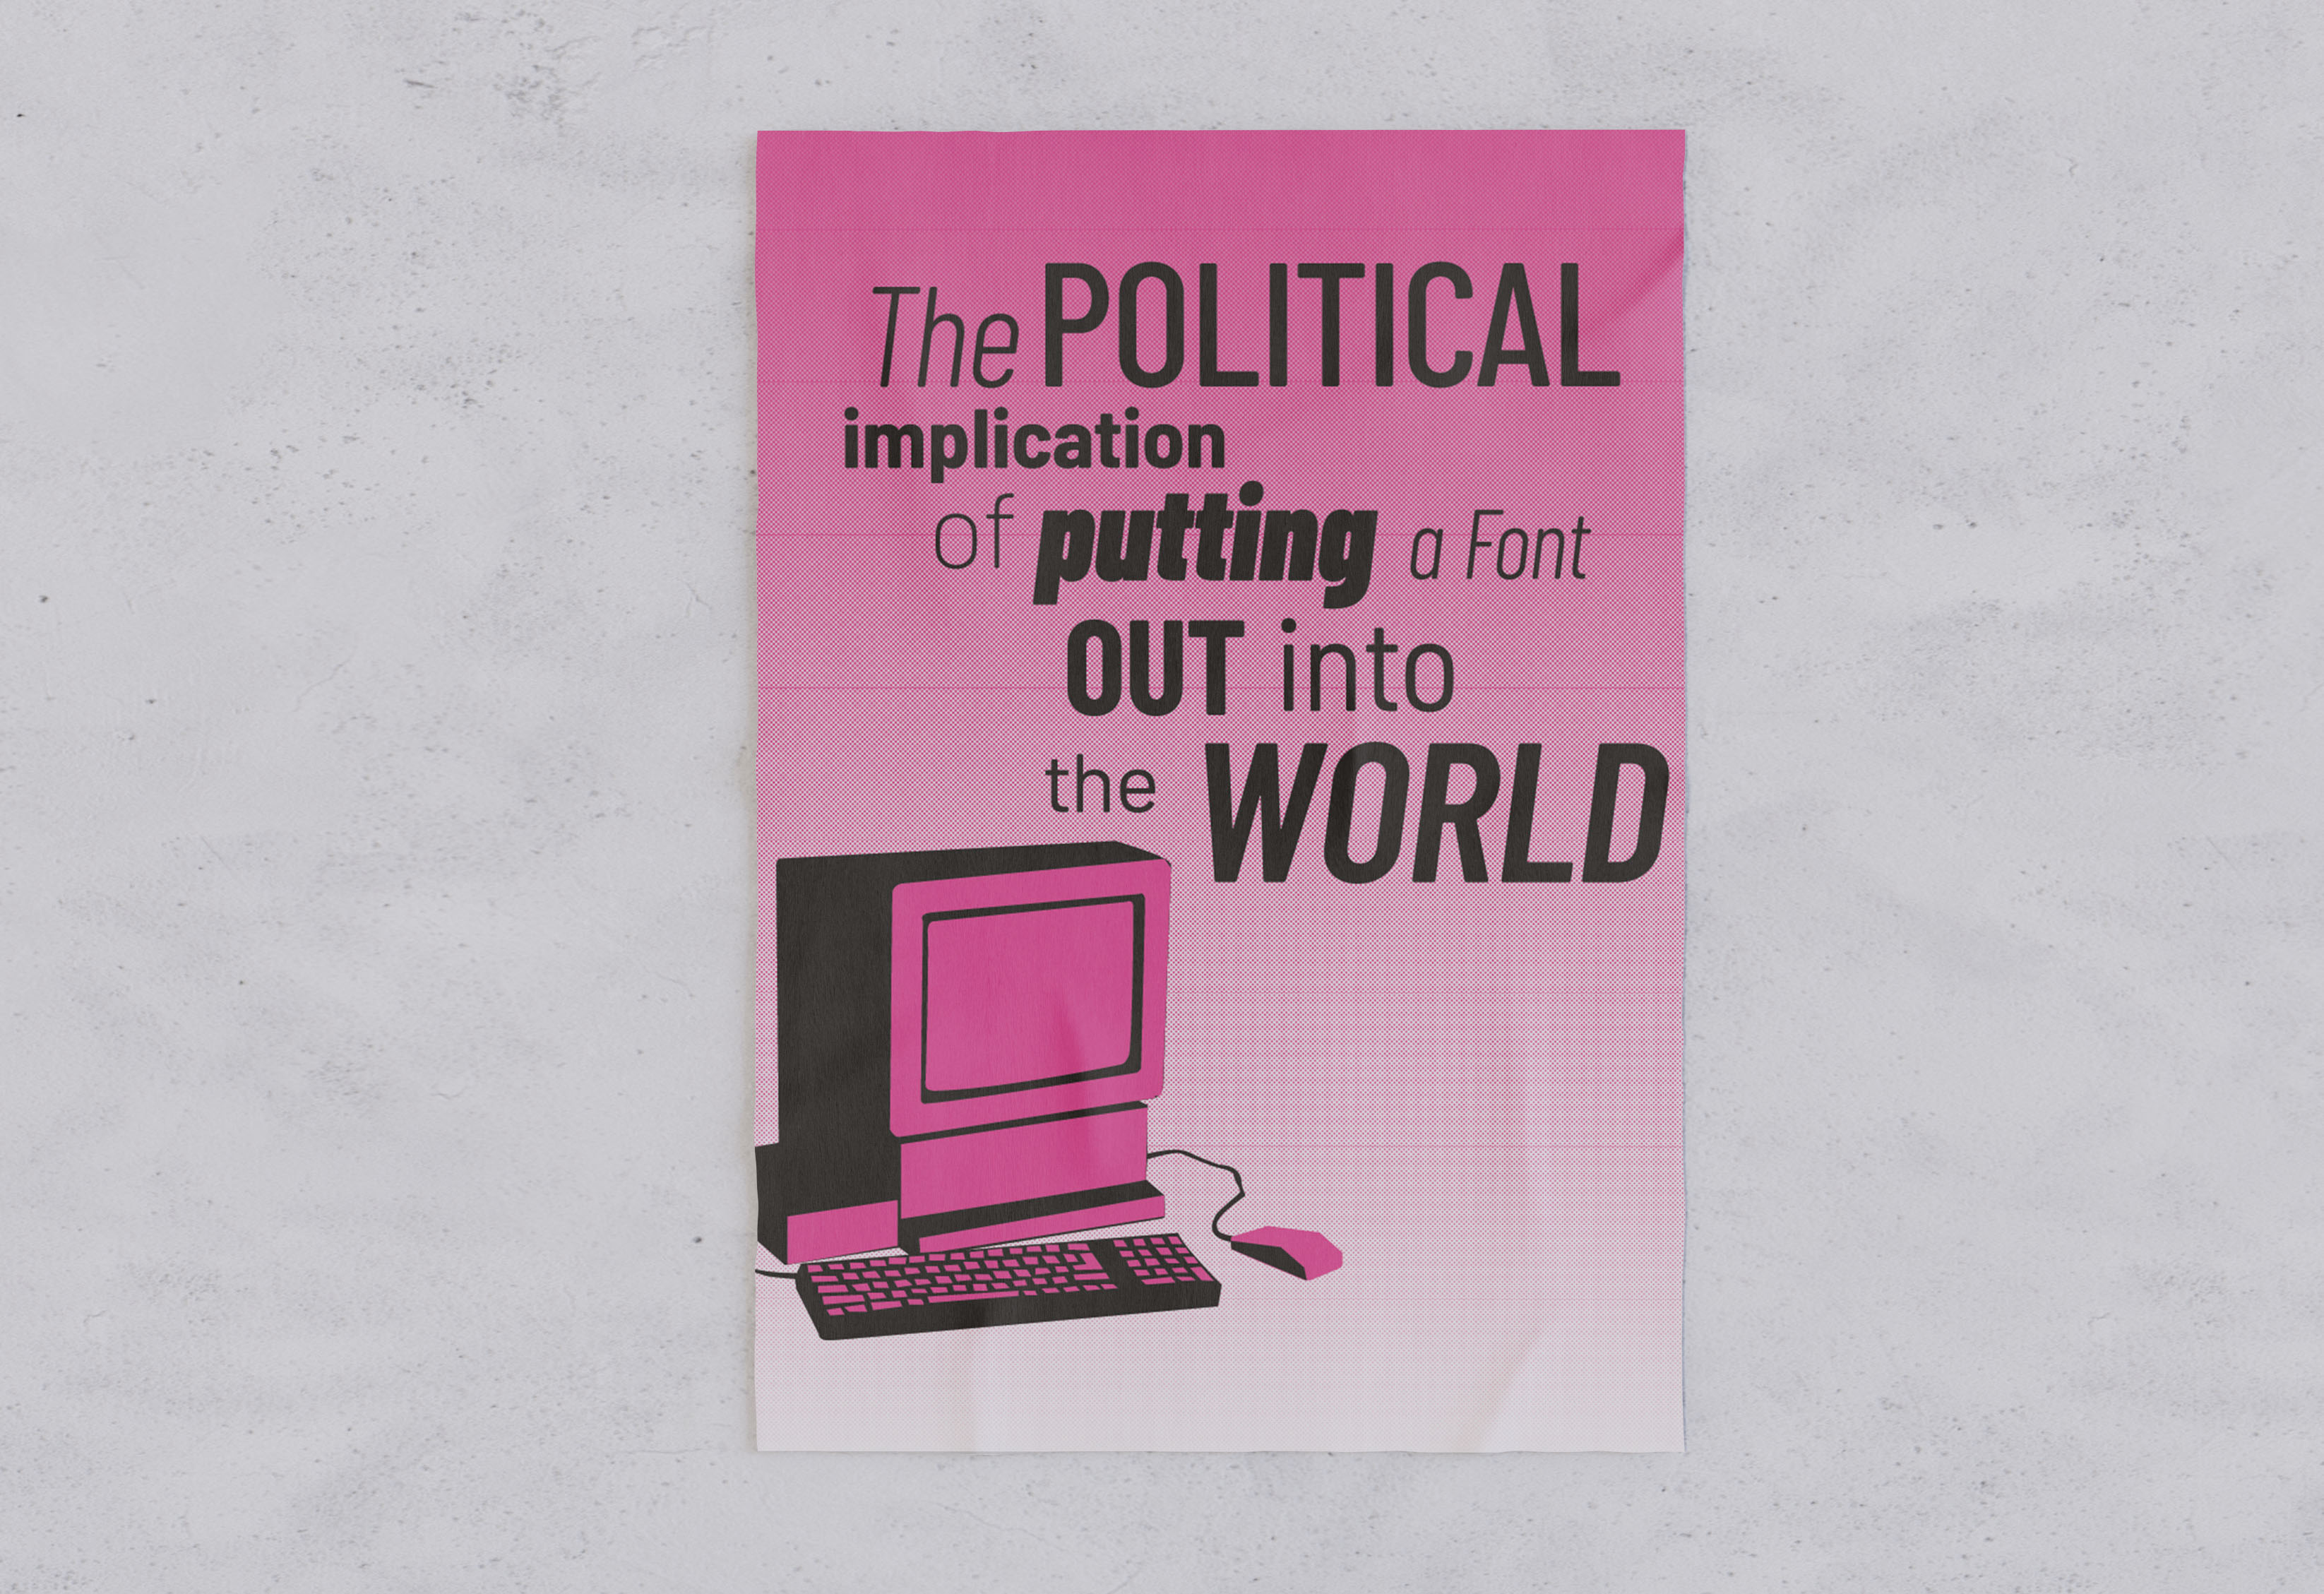 The POLITICAL
implication
of putting a Font
OUT into
the WORLD